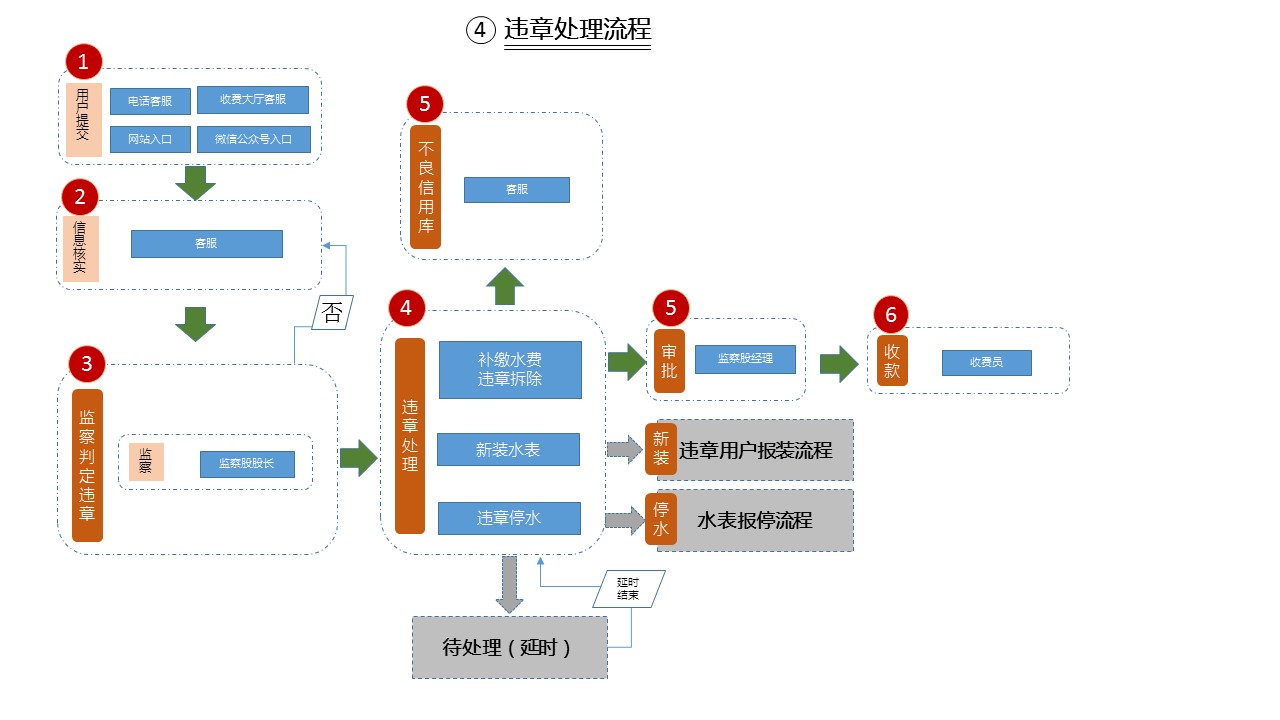 ④ 违章处理流程
1
用户提交
电话客服
收费大厅客服
网站入口
微信公众号入口
2
信息核实
客服
否
3
监察判定违章
监察
监察股股长
4
违章处理
补缴水费
违章拆除
新装水表
违章停水
5
不良信用库
客服
5
审批
监察股经理
6
收款
收费员
新装
违章用户报装流程
停水
水表报停流程
延时
结束
待处理（延时）